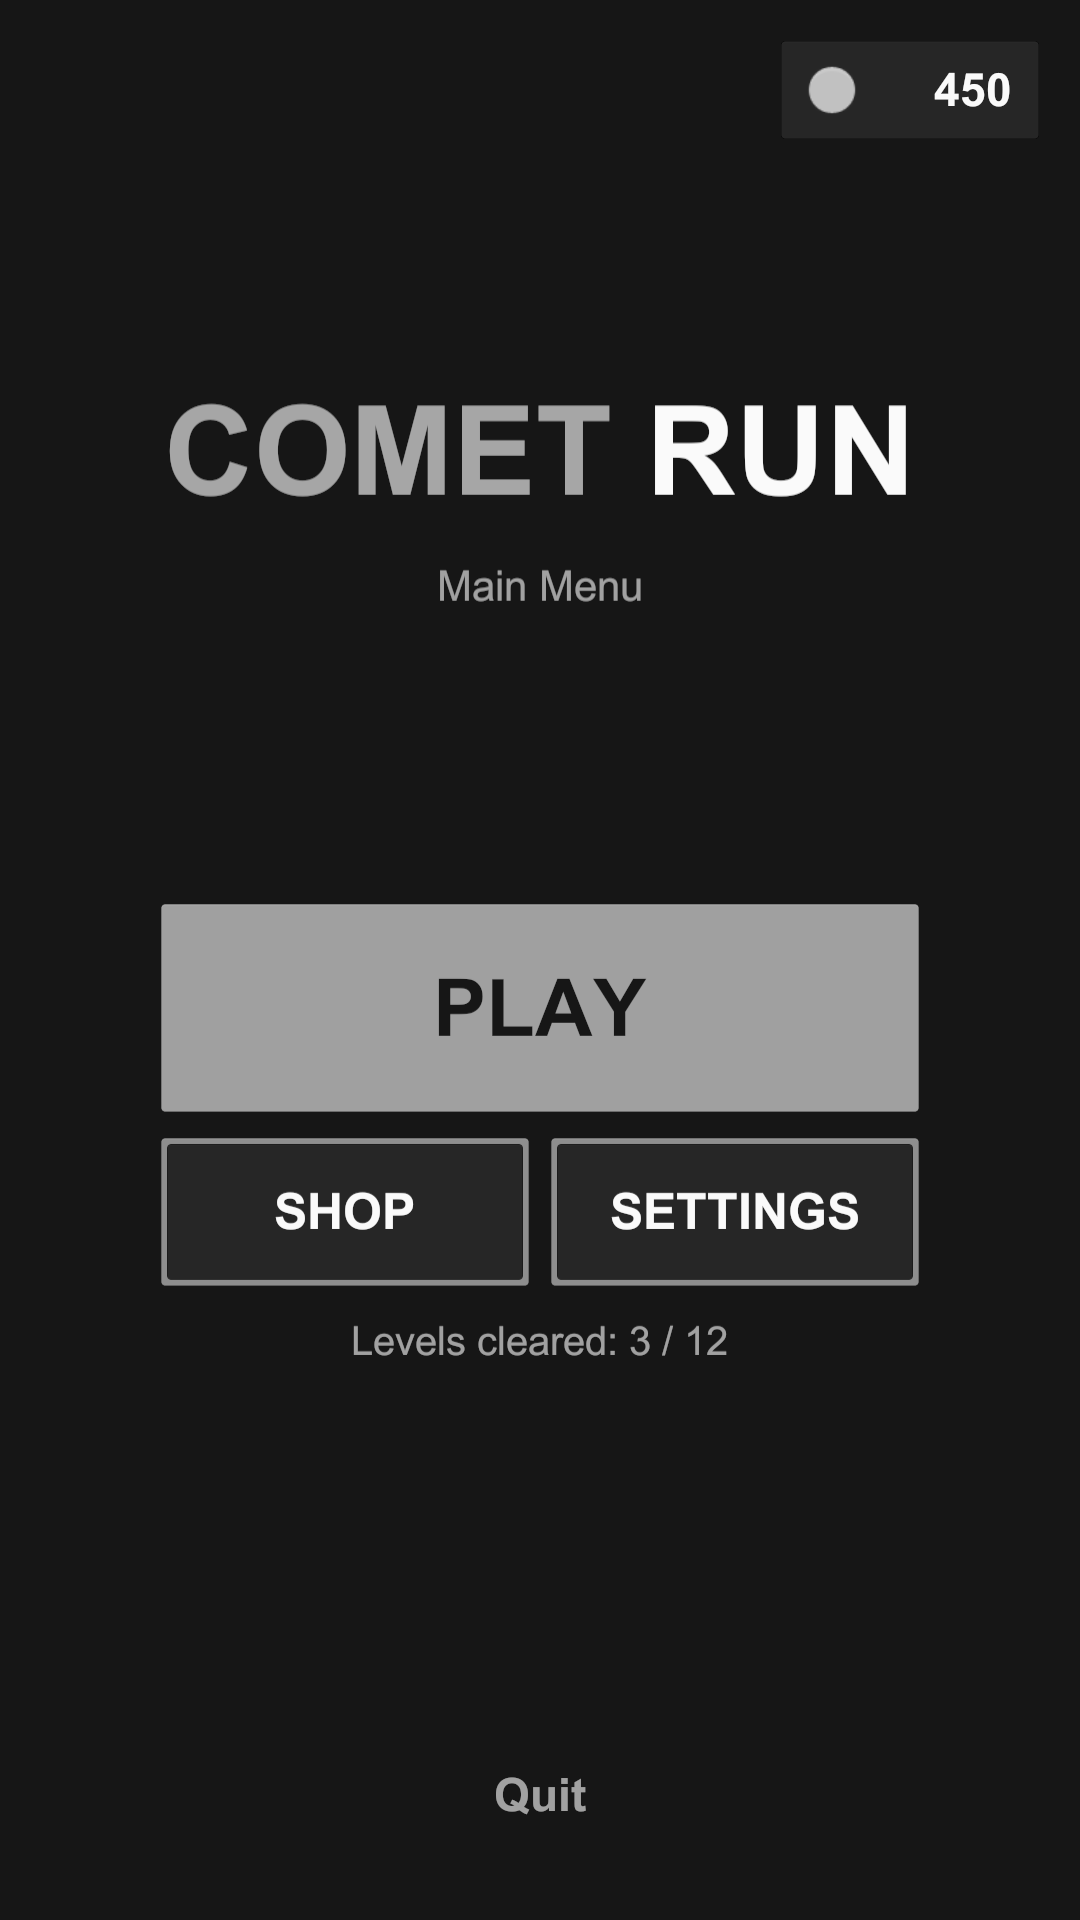 450
COMET RUN
Main Menu
PLAY
SHOP
SETTINGS
Levels cleared: 3 / 12
Quit